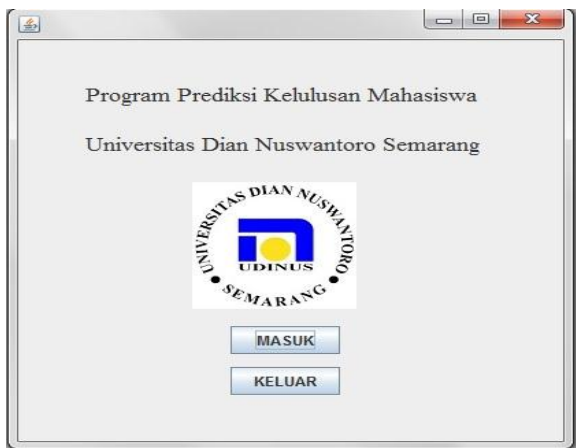 Program Prediksi Kelulusan Mahasiswa
Universitas Dian Nuswantoro Semarang
UNIVERSITAS DIAN NUSWANTORO
UDINUS
SEMARANG
MASUK
KELUAR